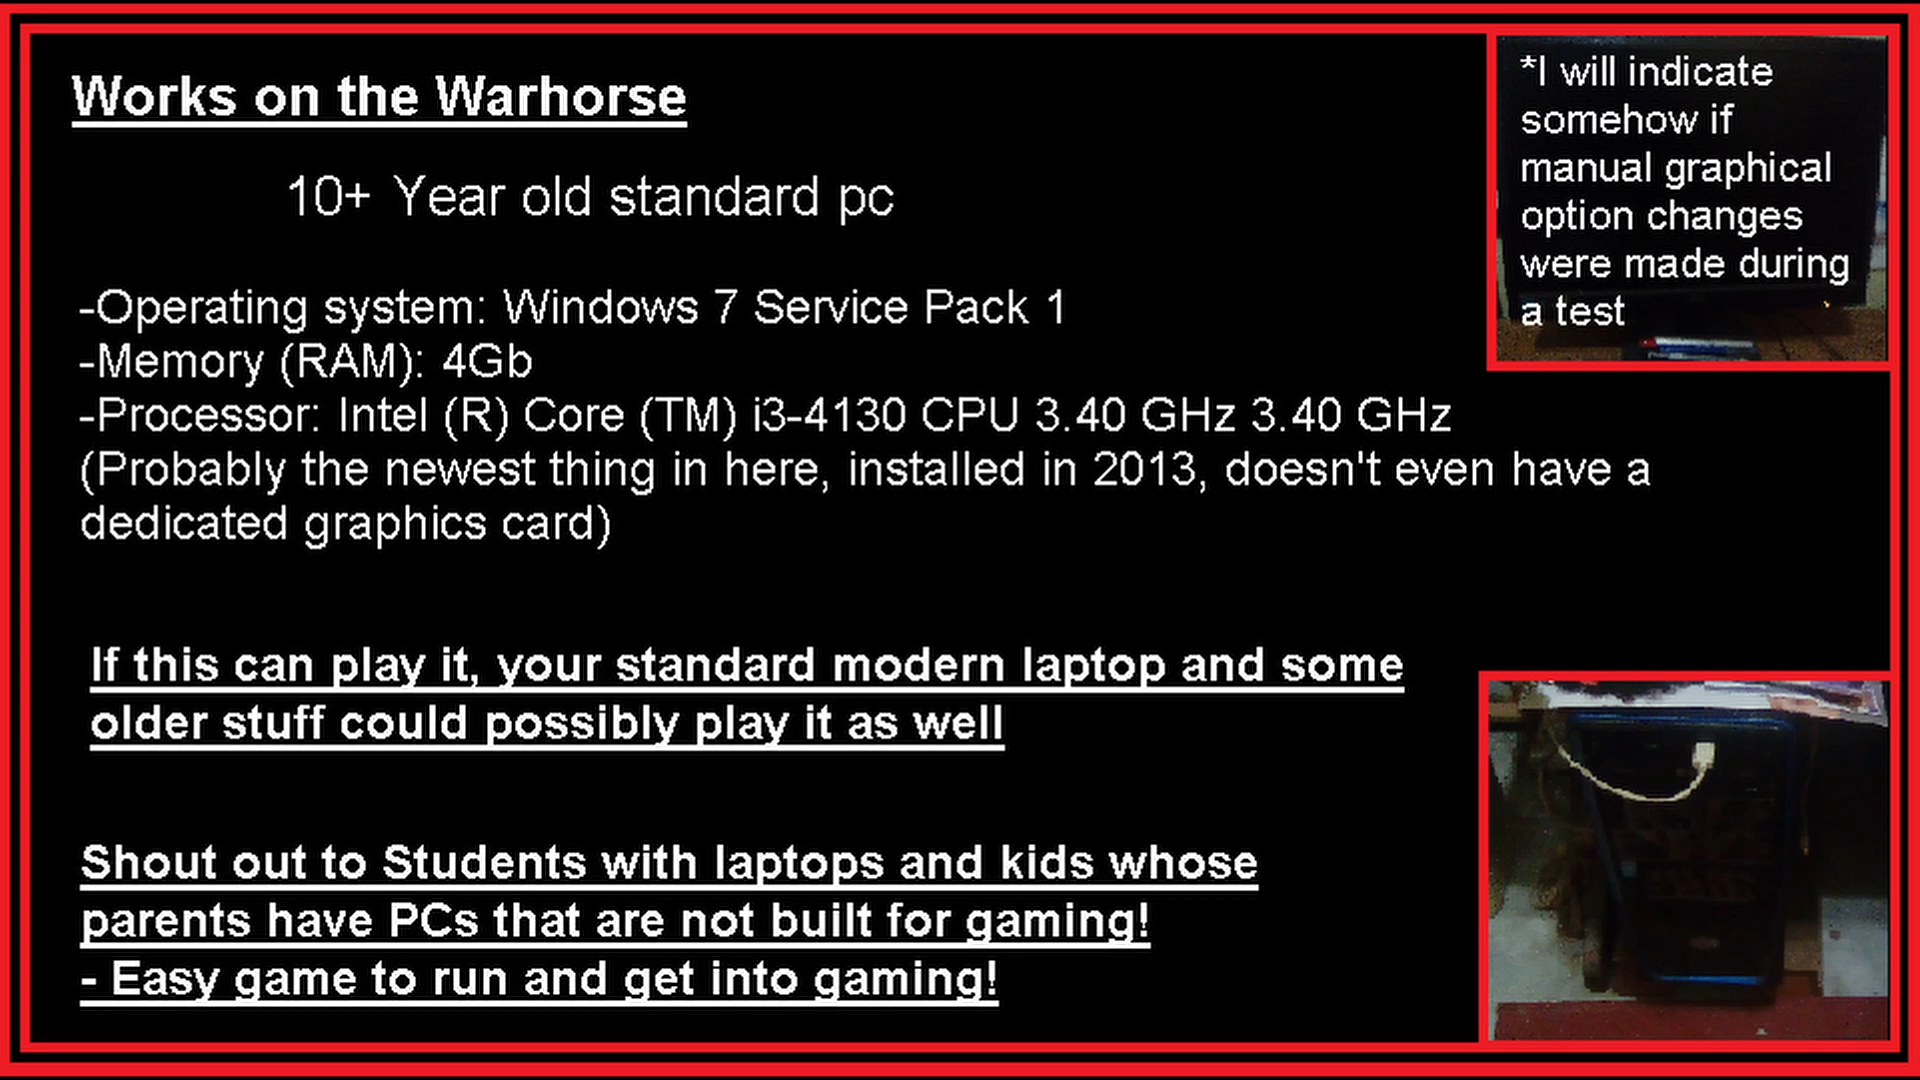 Works on the Warhorse
10+ Year old standard pc
-Operating system: Windows 7 Service Pack 1
-Memory (RAM): 4Gb
-Processor: Intel (R) Core (TM) i3-4130 CPU 3.40 GHz 3.40 GHz
(Probably the newest thing in here, installed in 2013, doesn't even have a
dedicated graphics card)
If this can play it, your standard modern laptop and some
older stuff could possibly play it as well
Shout out to Students with laptops and kids whose
parents have PCs that are not built for gaming!
- Easy game to run and get into gaming!
*I will indicate
somehow if
manual graphical
option changes
were made during
a test